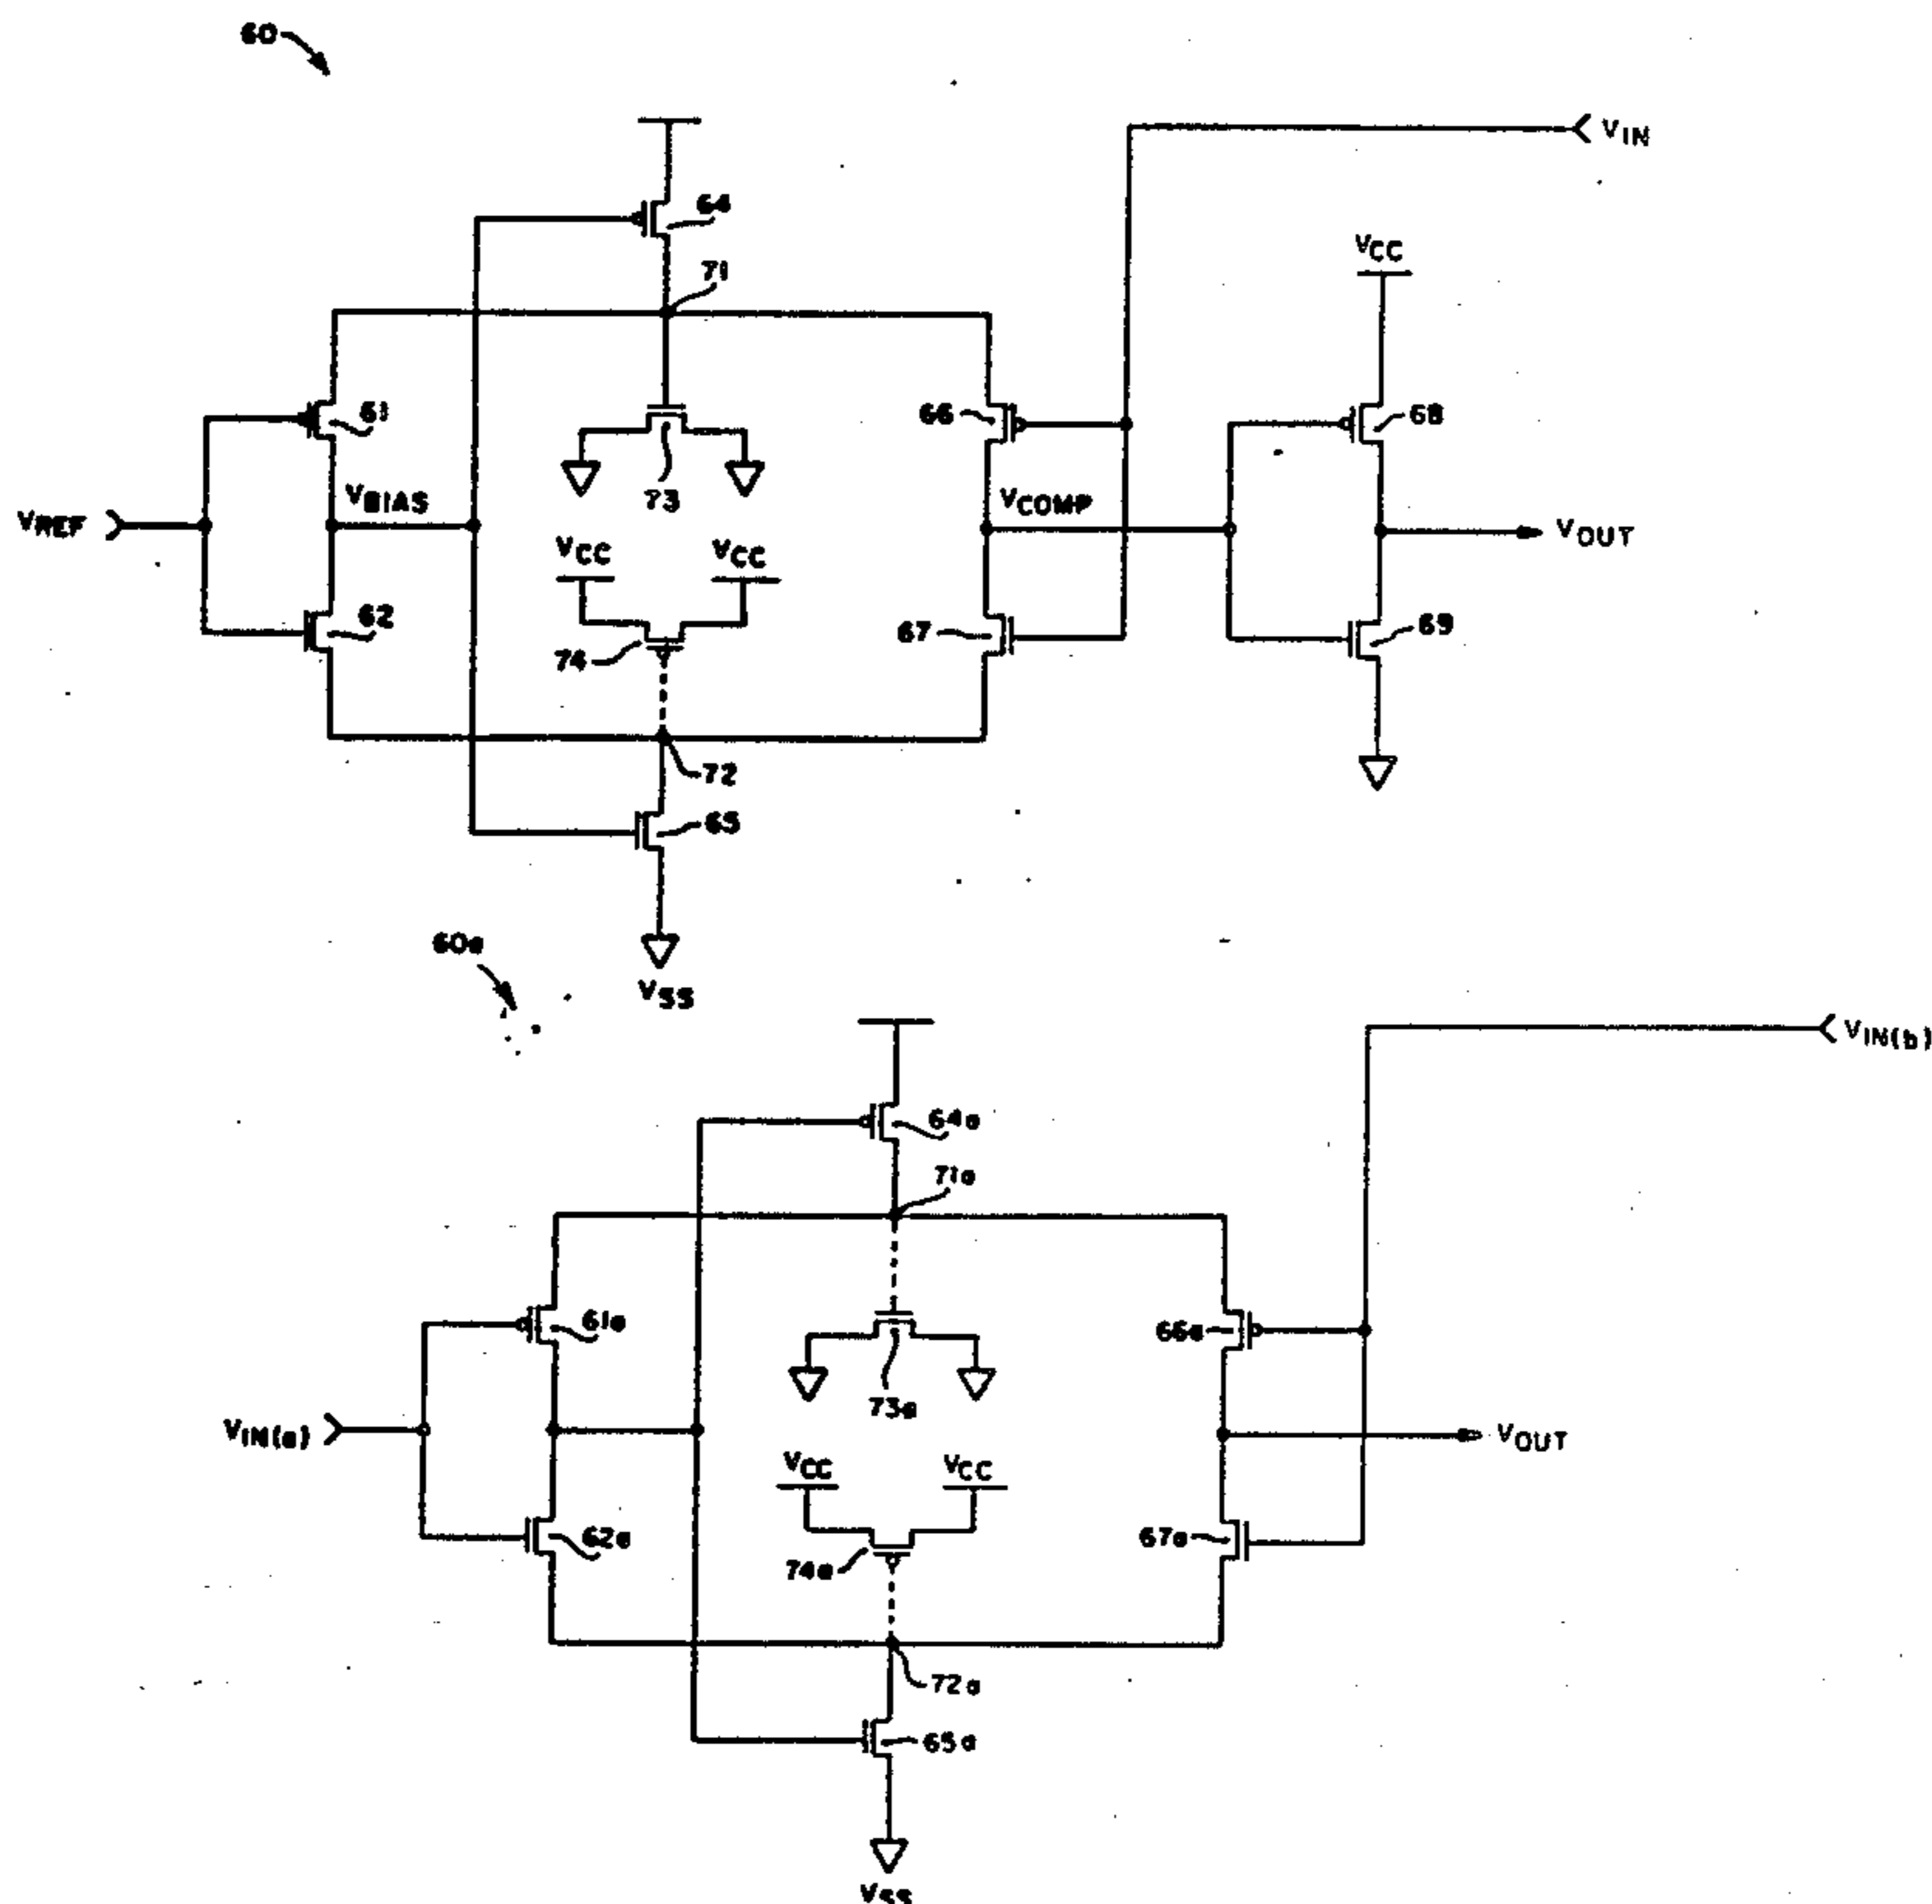 60
VIN
64
VCC
71
61
66
68
VBIAS
73
VCOMP
VREF
VOUT
VCC
VCC
62
67
69
74
72
65
60a
VSS
VIN(b)
64a
71a
61a
66a
73a
VIN(a)
VOUT
VCC
VCC
62a
67a
74a
72a
65a
VSS